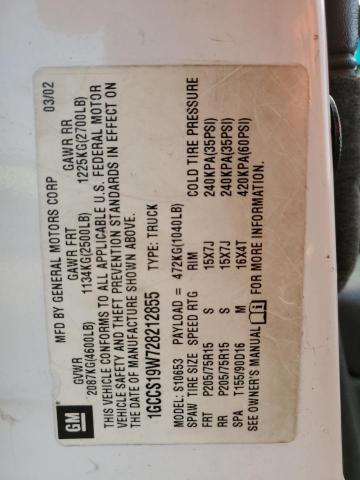 GM MFD BY GENERAL MOTORS CORP 03/02
GVWR GAWR FRT GAWR RR
2087KG(4600LB) 1134KG(2500LB) 1225KG(2700LB)
THIS VEHICLE CONFORMS TO ALL APPLICABLE U.S. FEDERAL MOTOR
VEHICLE SAFETY AND THEFT PREVENTION STANDARDS IN EFFECT ON
THE DATE OF MANUFACTURE SHOWN ABOVE.
1GCCS19W728212855 TYPE: TRUCK
MODEL: S10653 PAYLOAD = 472KG(1040LB)
SPAW TIRE SIZE SPEED RTG RIM COLD TIRE PRESSURE
FRT P205/75R15 S 15X7J 240KPA(35PSI)
RR P205/75R15 S 15X7J 240KPA(35PSI)
SPA T155/90D16 M 16X4T 420KPA(60PSI)
SEE OWNER'S MANUAL FOR MORE INFORMATION.